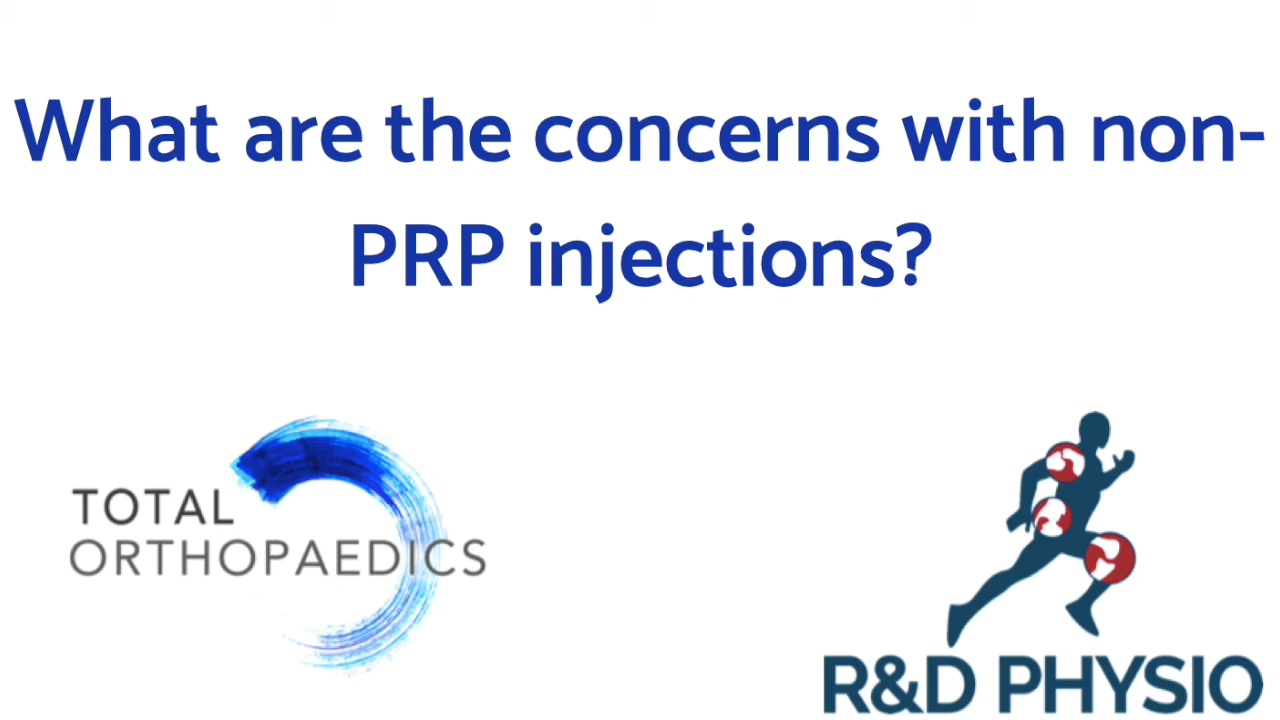 What are the concerns with non-
PRP injections?
TOTAL
ORTHOPAEDICS
R&D PHYSIO